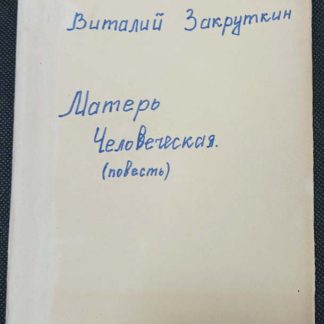 Виталий Закруткин
Матерь
Человеческая.
(повесть)